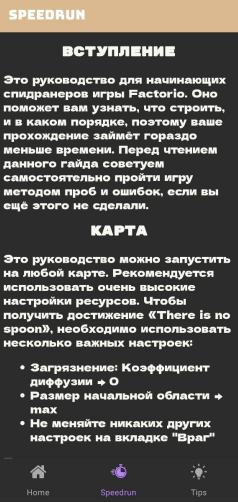 SPEEDRUN
ВСТУПЛЕНИЕ
Это руководство для начинающих
спидранеров игры Factorio. Оно
поможет вам узнать, что строить,
и в каком порядке, поэтому ваше
прохождение займёт гораздо
меньше времени. Перед чтением
данного гайда советуем
самостоятельно пройти игру
методом проб и ошибок, если вы
ещё этого не сделали.
КАРТА
Это руководство можно запустить
на любой карте. Рекомендуется
использовать очень высокие
настройки ресурсов. Чтобы
получить достижение «There is no
spoon», необходимо использовать
несколько важных настроек:
• Загрязнение: Коэффициент
диффузии → 0
• Размер начальной области →
max
• Не меняйте никаких других
настроек на вкладке "Враг"
Home Speedrun Tips